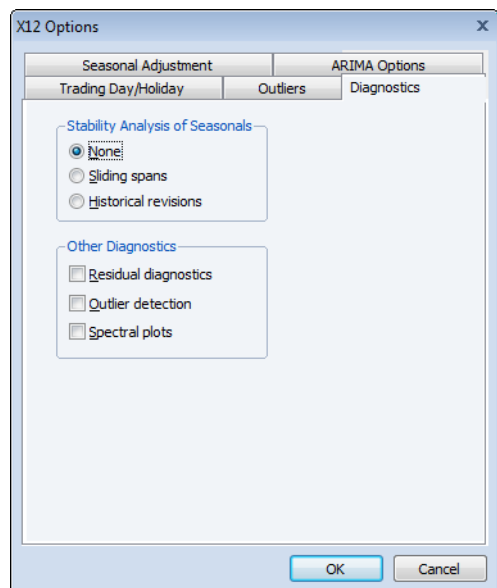 X12 Options
x
Seasonal Adjustment
ARIMA Options
Trading Day/Holiday
Outliers
Diagnostics
Stability Analysis of Seasonals
None
Sliding spans
Historical revisions
Other Diagnostics
Residual diagnostics
Outlier detection
Spectral plots
OK
Cancel